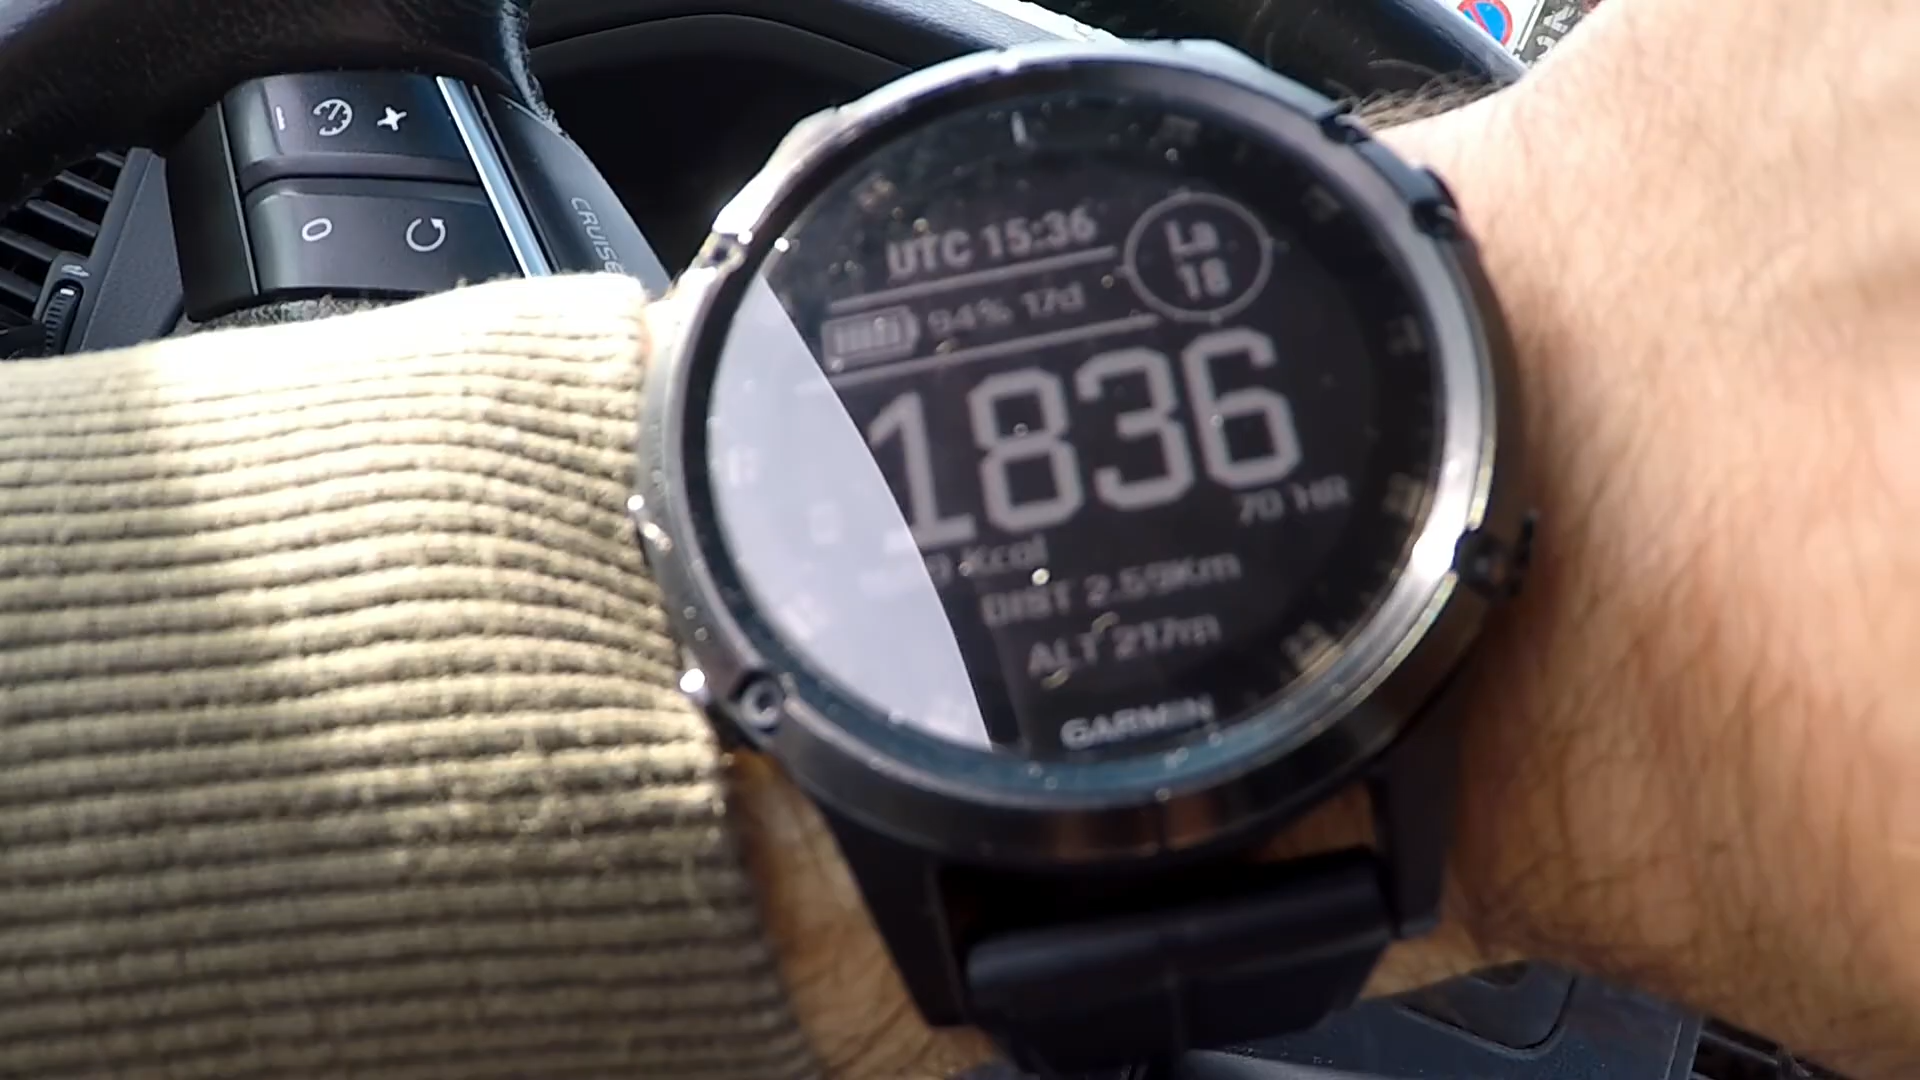 UTC 15:36
La
18
94% 17d
1836
70 HR
Kcal
DIST 2.59Km
ALT 217m
GARMIN
CRUISE